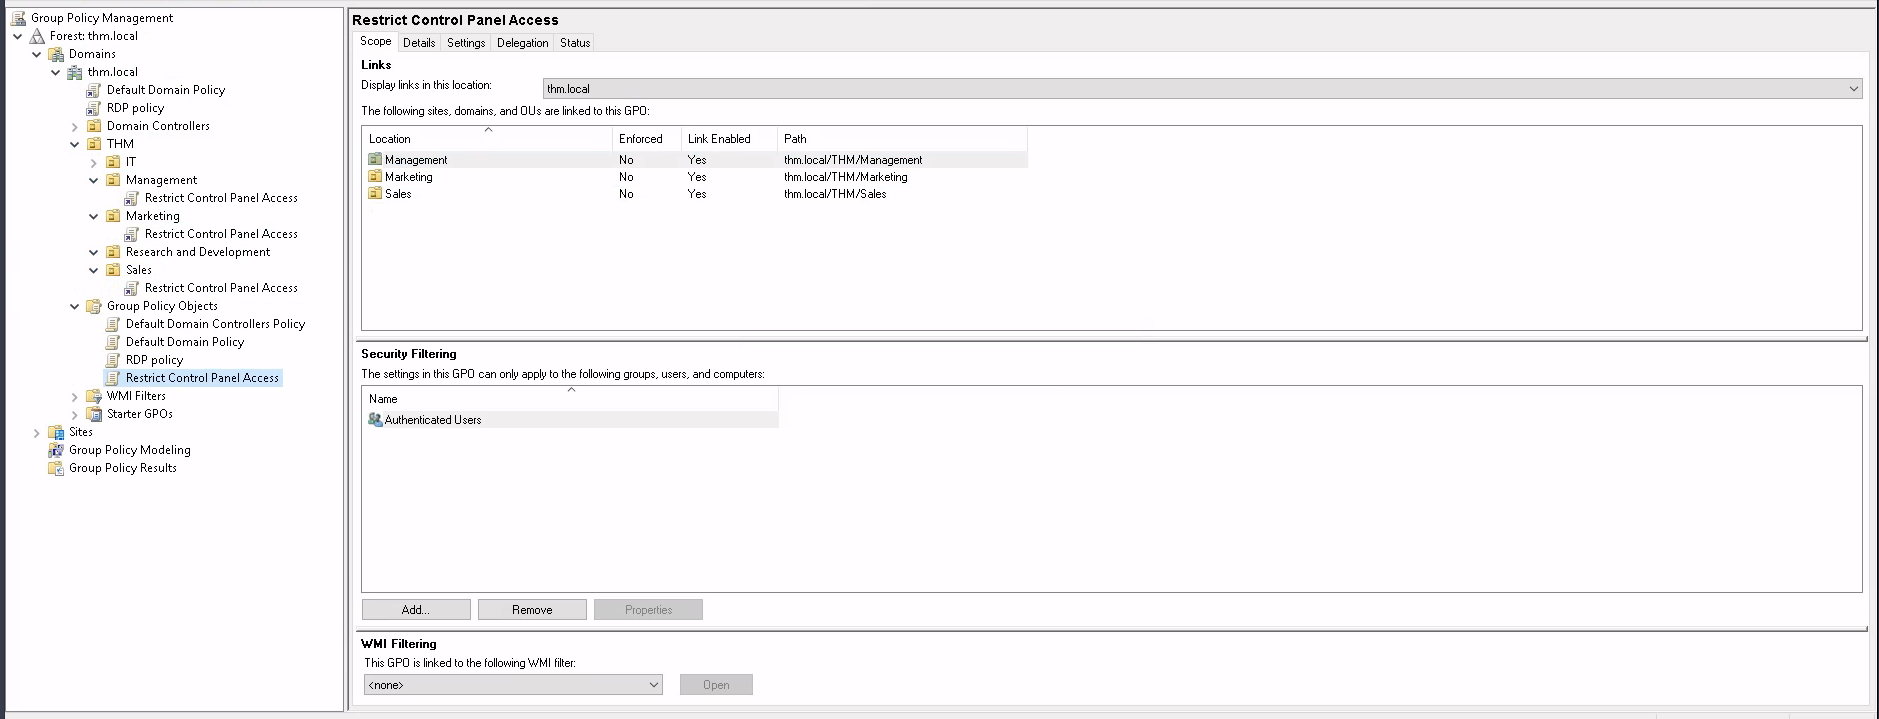 Group Policy Management
Forest: thm.local
Domains
thm.local
Default Domain Policy
RDP policy
Domain Controllers
THM
IT
Management
Restrict Control Panel Access
Marketing
Restrict Control Panel Access
Research and Development
Sales
Restrict Control Panel Access
Group Policy Objects
Default Domain Controllers Policy
Default Domain Policy
RDP policy
Restrict Control Panel Access
WMI Filters
Starter GPOs
Sites
Group Policy Modeling
Group Policy Results
Restrict Control Panel Access
Scope Details Settings Delegation Status
Links
Display links in this location: thm.local
The following sites, domains, and OUs are linked to this GPO:
Location Enforced Link Enabled Path
Management No Yes thm.local/THM/Management
Marketing No Yes thm.local/THM/Marketing
Sales No Yes thm.local/THM/Sales
Security Filtering
The settings in this GPO can only apply to the following groups, users, and computers:
Name
Authenticated Users
Add... Remove Properties
WMI Filtering
This GPO is linked to the following WMI filter:
<none> Open